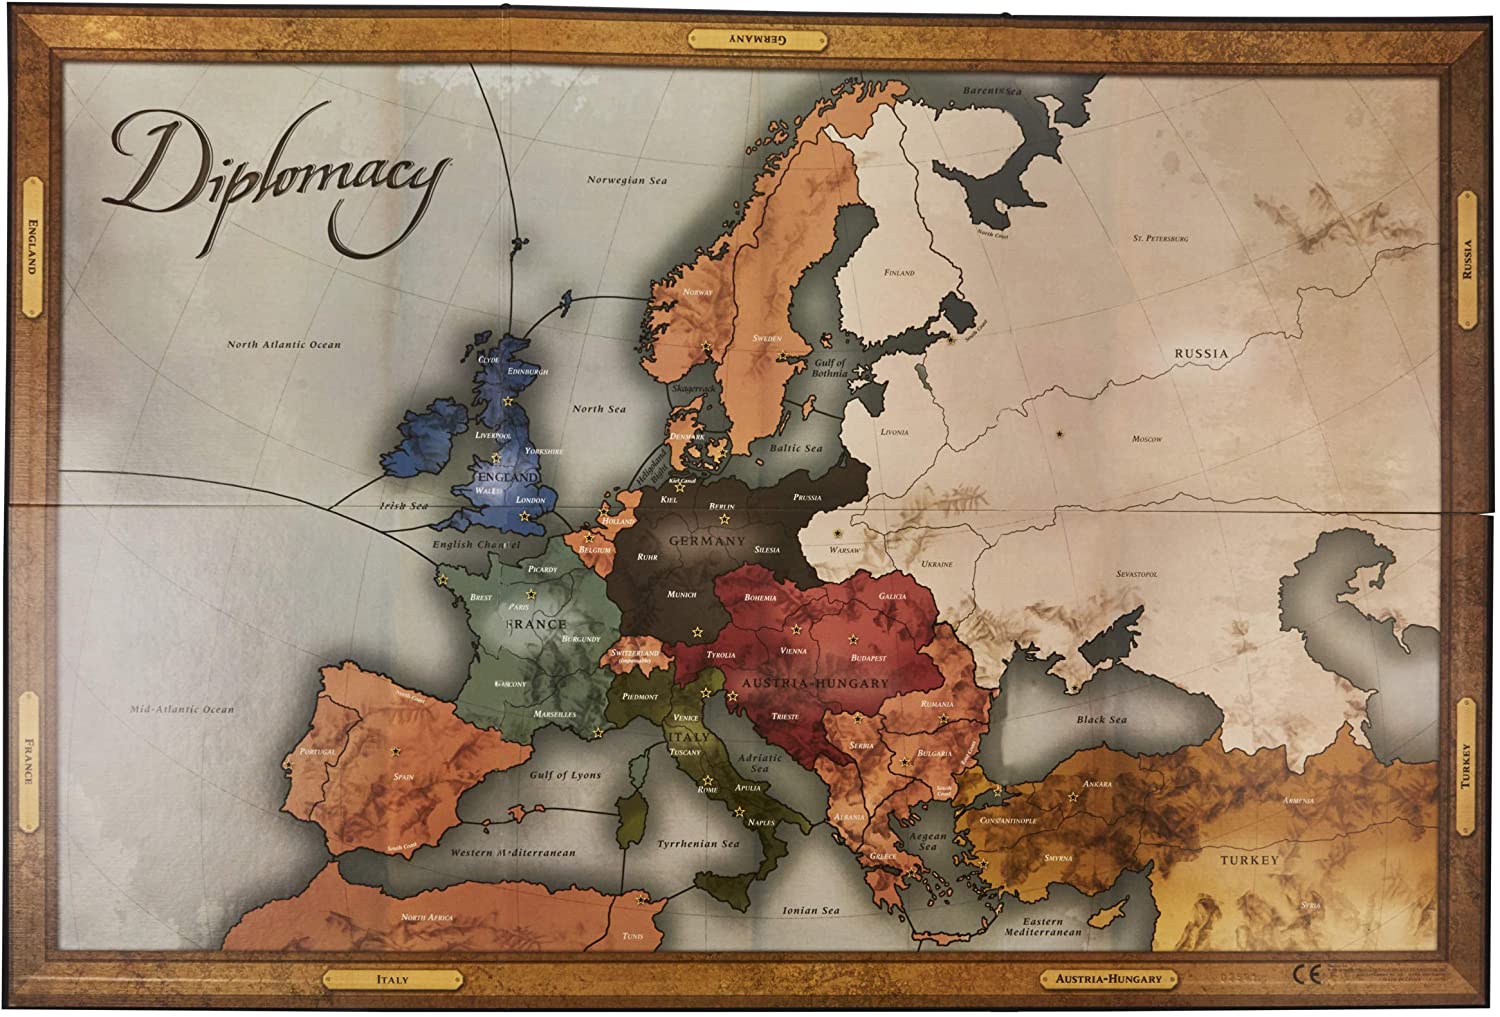 GERMANY
Diplomacy
Barents Sea
Norwegian Sea
ENGLAND
RUSSIA
North Coast
ST. PETERSBURG
FINLAND
NORWAY
SWEDEN
South Coast
North Atlantic Ocean
RUSSIA
CLYDE
EDINBURGH
Gulf of
Bothnia
Skagerrack
North Sea
LIVONIA
MOSCOW
LIVERPOOL
DENMARK
YORKSHIRE
Baltic Sea
Heligoland
Bight
ENGLAND
WALES
LONDON
Kiel Canal
KIEL
BERLIN
PRUSSIA
Irish Sea
HOLLAND
English Channel
BELGIUM
GERMANY
RUHR
SILESIA
WARSAW
UKRAINE
SEVASTOPOL
PICARDY
BREST
PARIS
MUNICH
BOHEMIA
GALICIA
FRANCE
BURGUNDY
SWITZERLAND
(impassable)
TYROLIA
VIENNA
BUDAPEST
GASCONY
AUSTRIA-HUNGARY
North Coast
PIEDMONT
MARSEILLES
VENICE
TRIESTE
RUMANIA
Mid-Atlantic Ocean
Black Sea
FRANCE
TURKEY
PORTUGAL
SPAIN
ITALY
TUSCANY
SERBIA
BULGARIA
East Coast
Gulf of Lyons
Adriatic
Sea
ROME
APULIA
South
Coast
ANKARA
ARMENIA
NAPLES
ALBANIA
CONSTANTINOPLE
South Coast
Western Mediterranean
Tyrrhenian Sea
GREECE
Aegean
Sea
SMYRNA
TURKEY
NORTH AFRICA
TUNIS
Ionian Sea
Eastern
Mediterranean
SYRIA
ITALY
AUSTRIA-HUNGARY
CE